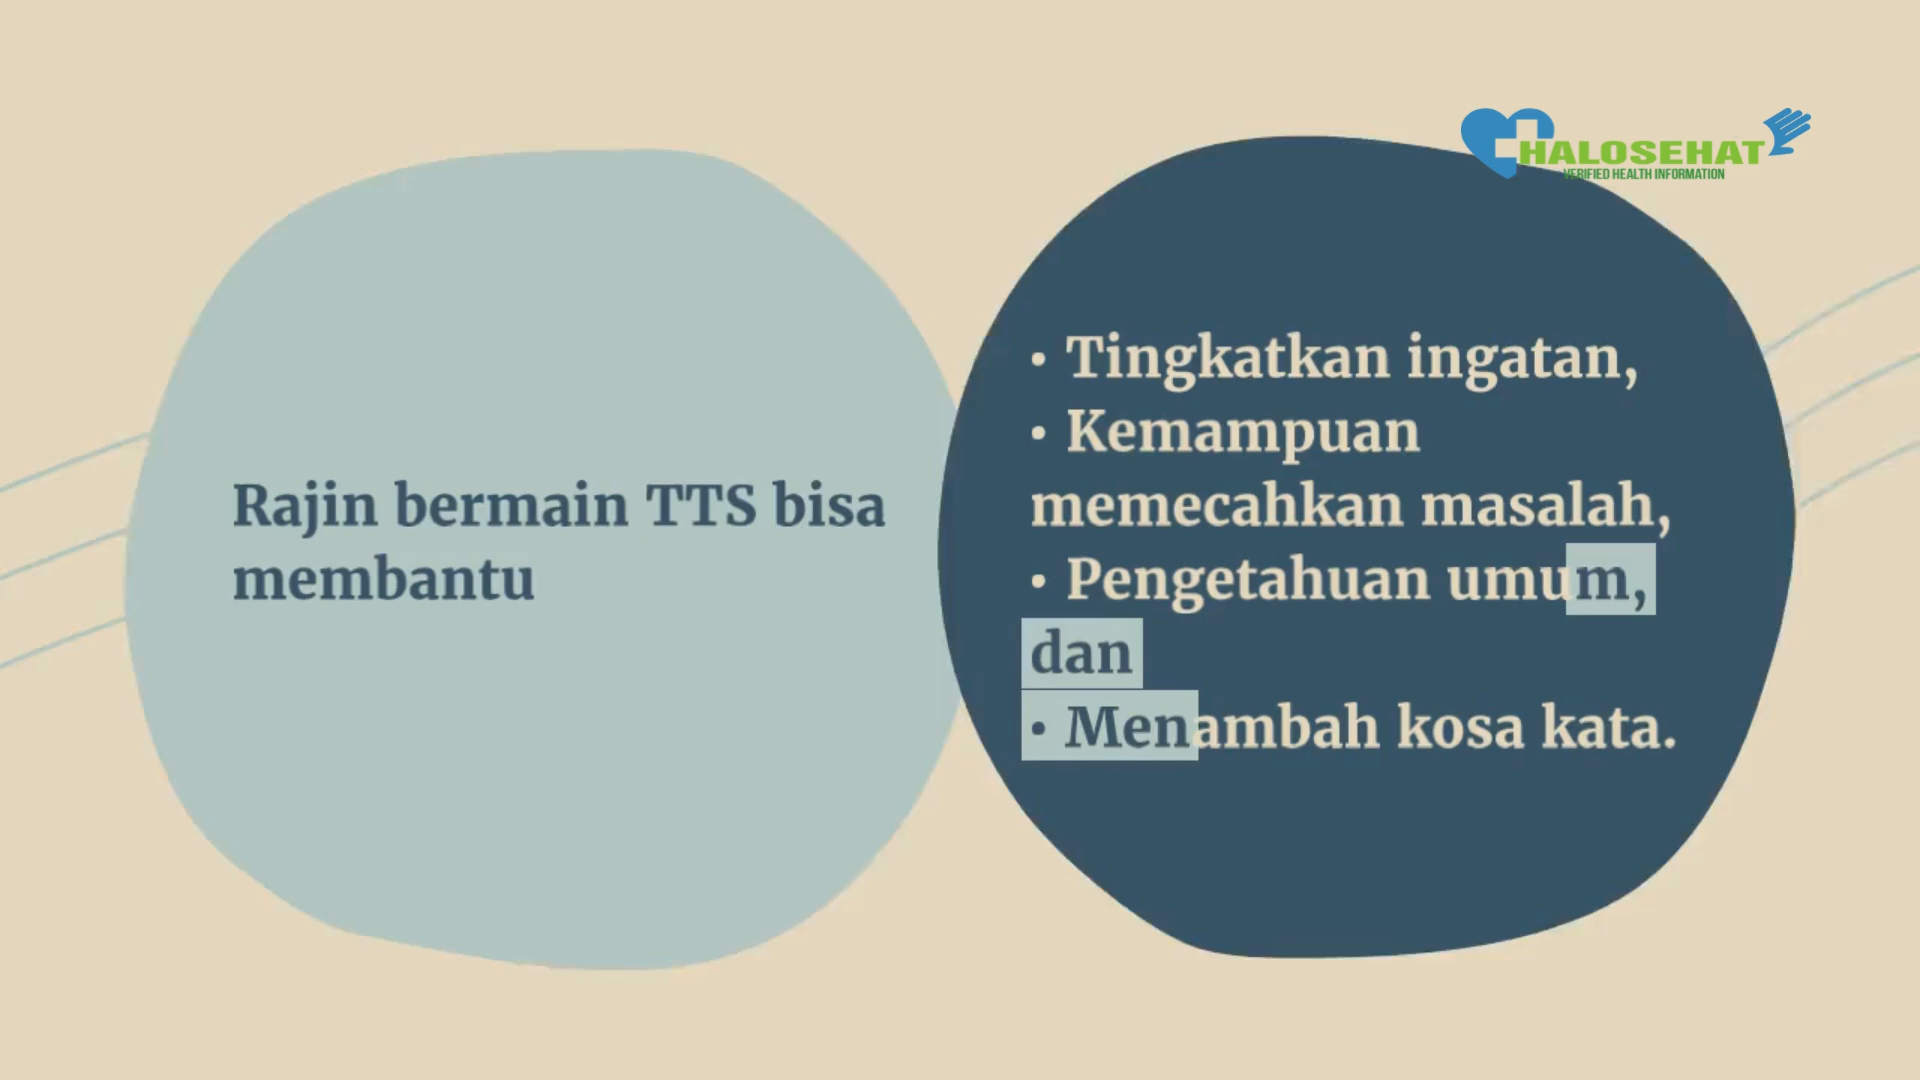 HALOSEHAT
VERIFIED HEALTH INFORMATION
Rajin bermain TTS bisa
membantu
• Tingkatkan ingatan,
• Kemampuan
memecahkan masalah,
• Pengetahuan umum,
dan
• Menambah kosa kata.